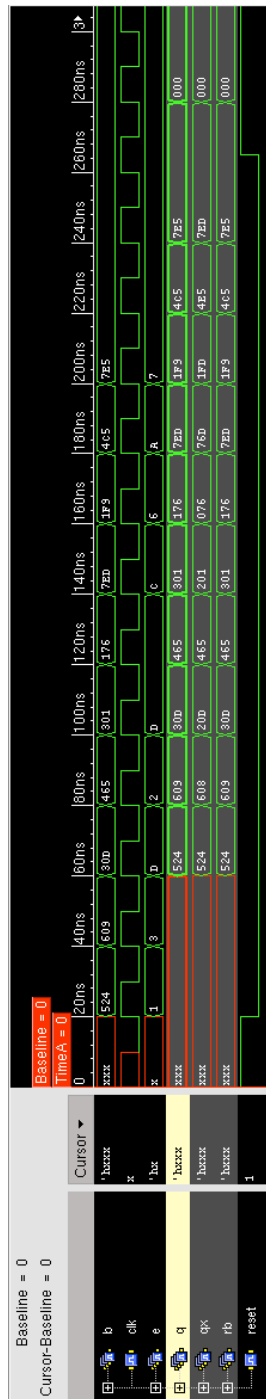 Baseline = 0
Cursor-Baseline = 0
Baseline = 0
TimeA = 0
Cursor
0 20ns 40ns 60ns 80ns 100ns 120ns 140ns 160ns 180ns 200ns 220ns 240ns 260ns 280ns 3
b 'hxxx xxx 524 609 30D 465 301 176 7ED 1F9 4C5 7E5
clk x
e 'hx x 1 3 D 2 D C 6 A 7
q 'hxxx xxx 524 609 30D 465 301 176 7ED 1F9 4C5 7E5 000
qx 'hxxx xxx 524 608 20D 465 201 076 76D 1FD 4E5 7ED 000
rb 'hxxx xxx 524 609 30D 465 301 176 7ED 1F9 4C5 7E5 000
reset 1